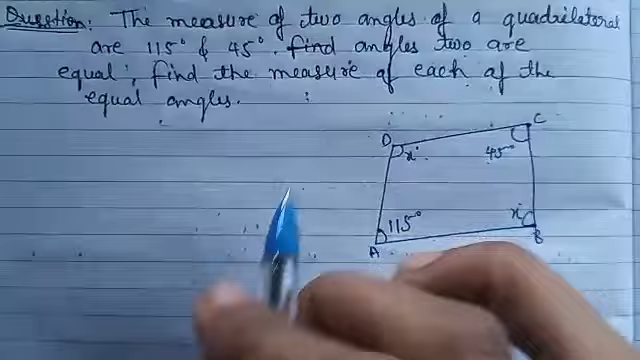 Question: The measure of two angles of a quadrilateral
are 115° & 45°. find angles two are
equal; find the measure of each of the
equal angles.
D x° C 45°
115° x°
A B